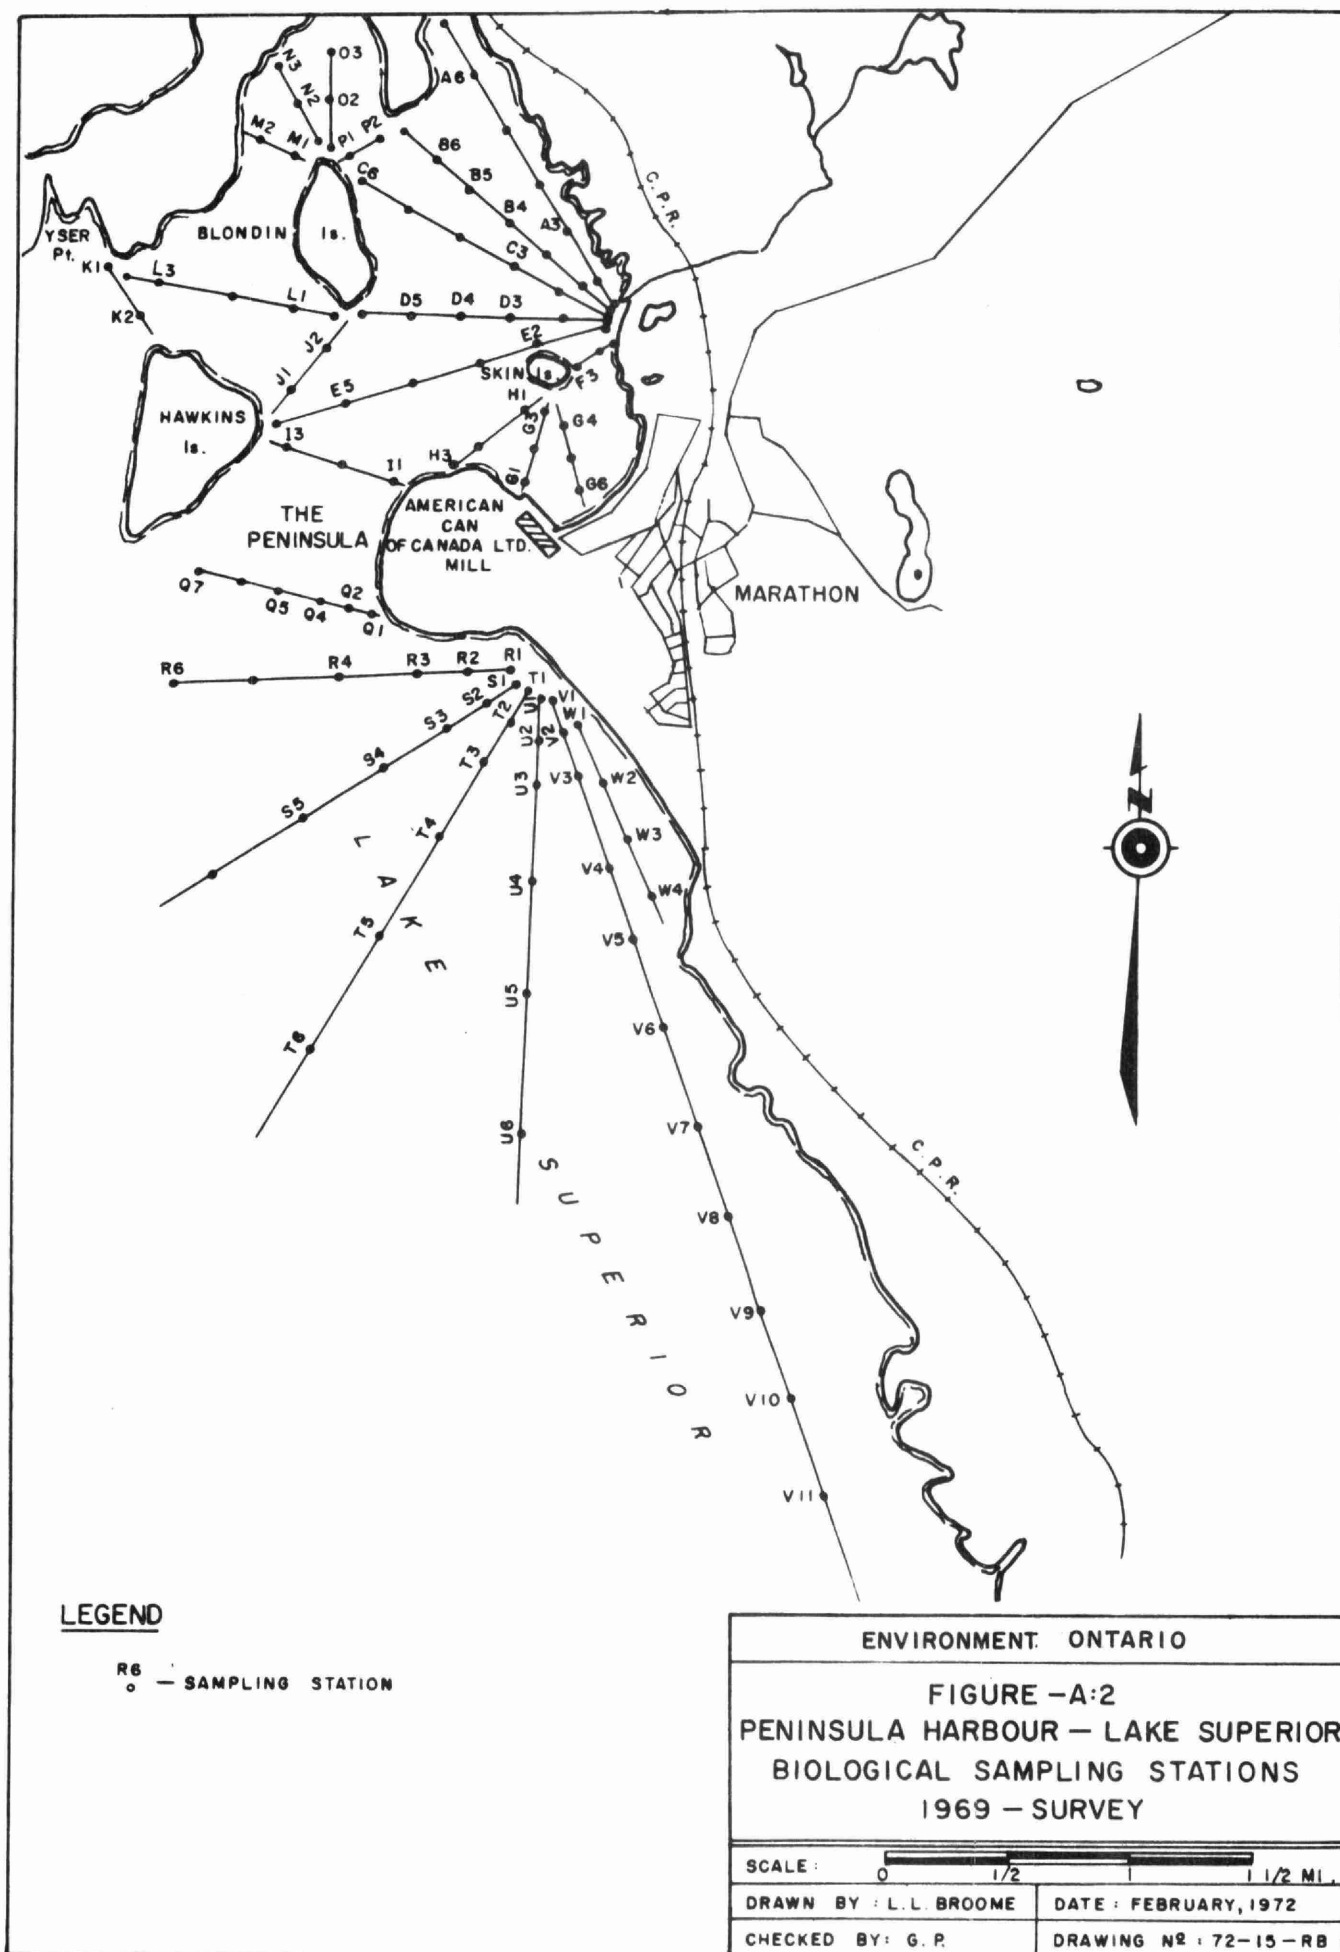 N3
O3
A6
N2
O2
M2
M1
P1
P2
C6
B6
B5
B4
A3
C3
C.P.R.
YSER
Pt.
BLONDIN Is.
K1
L3
L1
D5
D4
D3
K2
J2
E2
J1
E5
SKIN Is.
F3
H1
G3
G4
HAWKINS
Is.
I3
I1
H3
G1
G6
THE
PENINSULA
AMERICAN
CAN
OF CANADA LTD.
MILL
MARATHON
Q7
Q5
Q4
Q2
Q1
R6
R4
R3
R2
R1
S1
S2
S3
S4
S5
T1
T2
T3
T4
T5
T6
U1
U2
U3
U4
U5
U6
V1
V2
V3
V4
V5
V6
V7
V8
V9
V10
V11
W1
W2
W3
W4
LAKE
SUPERIOR
N
C.P.R.
LEGEND
R6
— SAMPLING STATION
ENVIRONMENT ONTARIO
FIGURE –A:2
PENINSULA HARBOUR — LAKE SUPERIOR
BIOLOGICAL SAMPLING STATIONS
1969 — SURVEY
SCALE: 0 1/2 1 1 1/2 MI.
DRAWN BY : L.L. BROOME
DATE : FEBRUARY, 1972
CHECKED BY: G. P.
DRAWING Nº : 72-15-RB